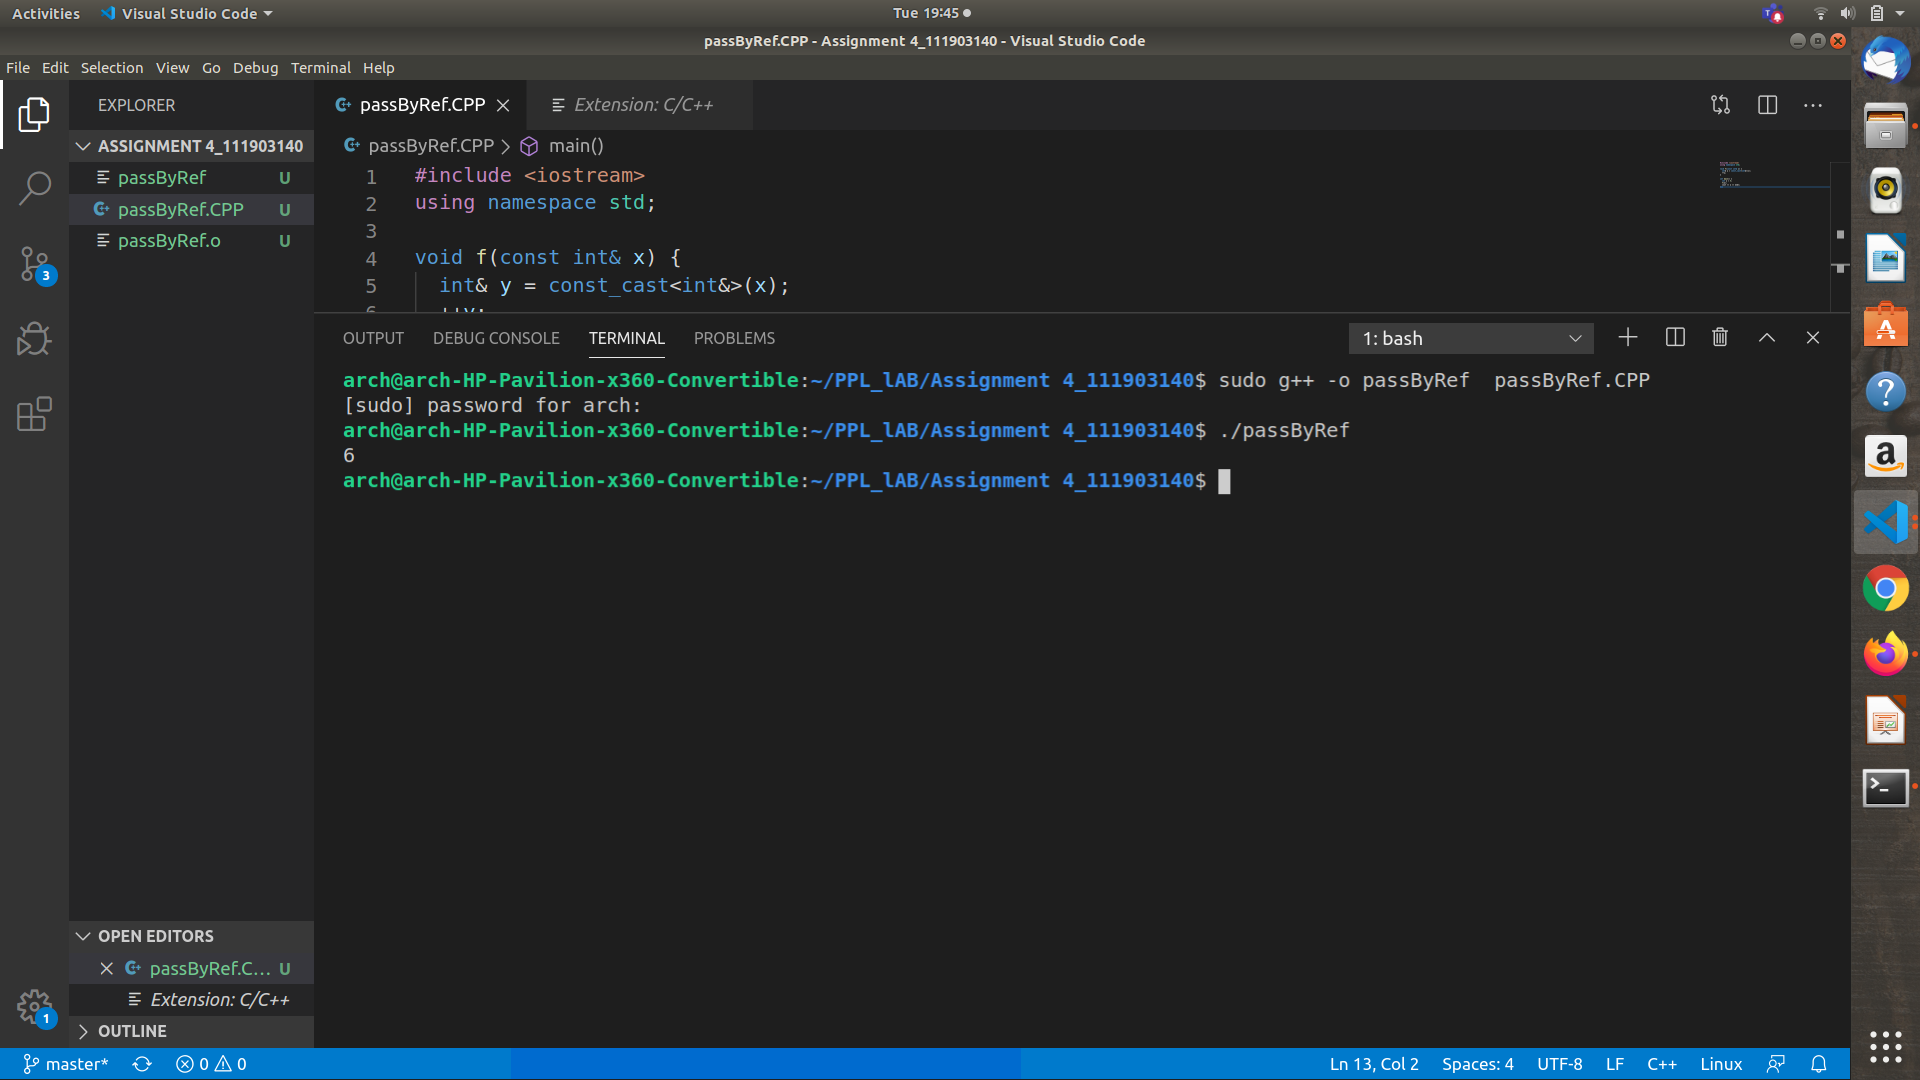 Activities Visual Studio Code Tue 19:45
passByRef.CPP - Assignment 4_111903140 - Visual Studio Code
File Edit Selection View Go Debug Terminal Help
EXPLORER
ASSIGNMENT 4_111903140
passByRef U
passByRef.CPP U
passByRef.o U
3
passByRef.CPP Extension: C/C++
passByRef.CPP main()
1 #include <iostream>
2 using namespace std;
3
4 void f(const int& x) {
5 int& y = const_cast<int&>(x);
6 ++y;
OUTPUT DEBUG CONSOLE TERMINAL PROBLEMS 1: bash
arch@arch-HP-Pavilion-x360-Convertible:~/PPL_lAB/Assignment 4_111903140$ sudo g++ -o passByRef  passByRef.CPP
[sudo] password for arch:
arch@arch-HP-Pavilion-x360-Convertible:~/PPL_lAB/Assignment 4_111903140$ ./passByRef
6
arch@arch-HP-Pavilion-x360-Convertible:~/PPL_lAB/Assignment 4_111903140$
OPEN EDITORS
passByRef.C... U
Extension: C/C++
OUTLINE
1
master* 0 0 Ln 13, Col 2 Spaces: 4 UTF-8 LF C++ Linux